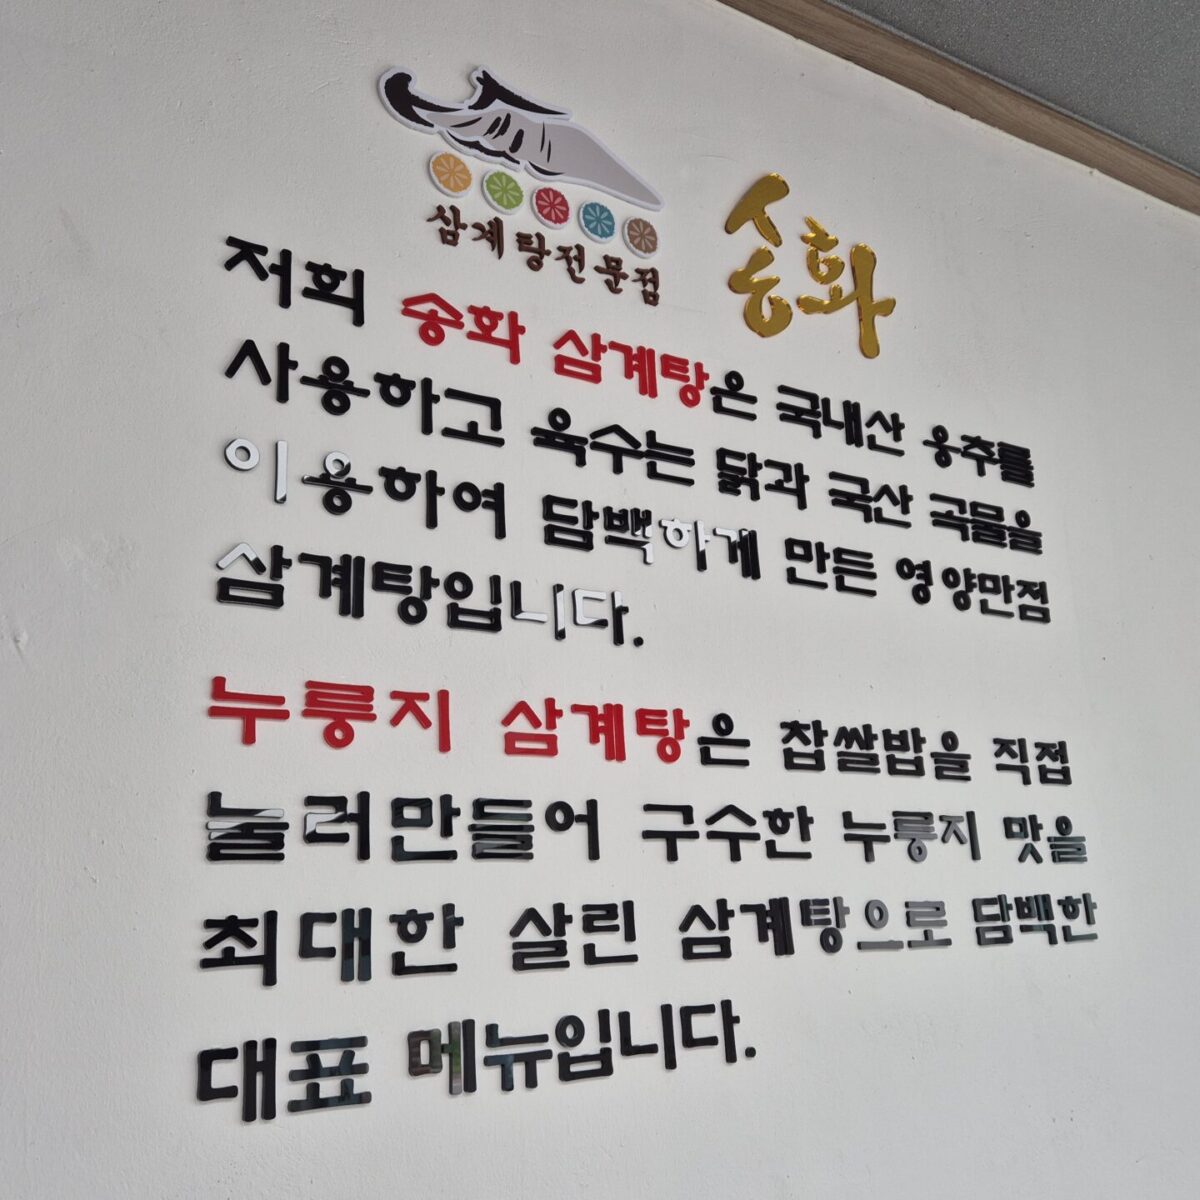 삼계탕전문점
송화
저희 송화 삼계탕은 국내산 웅추를
사용하고 육수는 닭과 국산 곡물을
이용하여 담백하게 만든 영양만점
삼계탕입니다.
누룽지 삼계탕은 찹쌀밥을 직접
눌러만들어 구수한 누룽지 맛을
최대한 살린 삼계탕으로 담백한
대표 메뉴입니다.